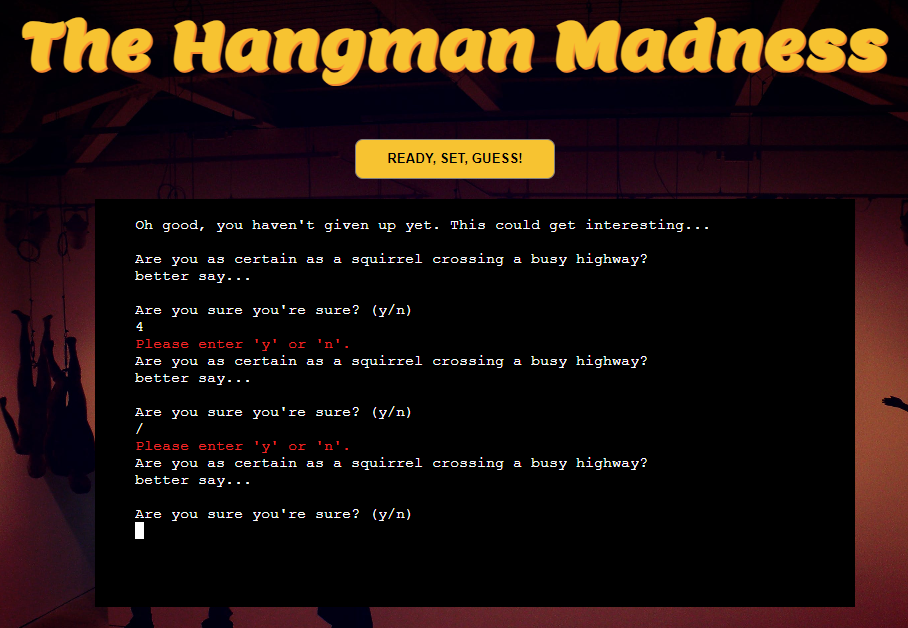 The Hangman Madness
READY, SET, GUESS!
Oh good, you haven't given up yet. This could get interesting...
Are you as certain as a squirrel crossing a busy highway?
better say...
Are you sure you're sure? (y/n)
4
Please enter 'y' or 'n'.
Are you as certain as a squirrel crossing a busy highway?
better say...
Are you sure you're sure? (y/n)
/
Please enter 'y' or 'n'.
Are you as certain as a squirrel crossing a busy highway?
better say...
Are you sure you're sure? (y/n)